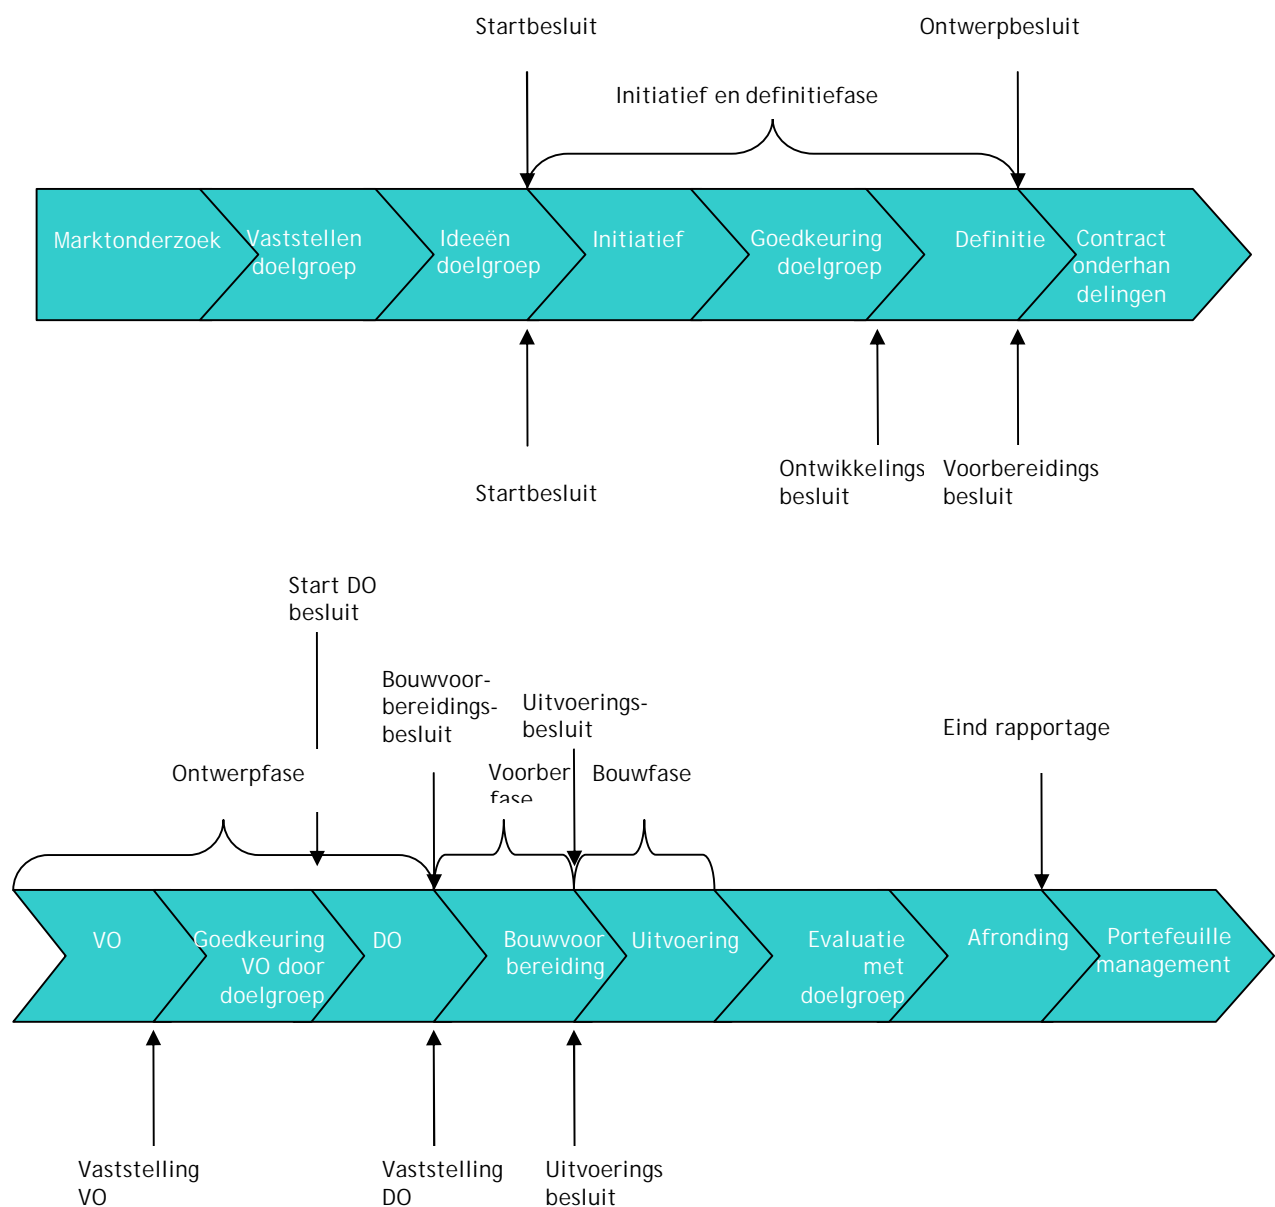 Startbesluit
Ontwerpbesluit
Initiatief en definitiefase
Marktonderzoek
Vaststellen
doelgroep
Ideeën
doelgroep
Initiatief
Goedkeuring
doelgroep
Definitie
Contract
onderhan
delingen
Startbesluit
Ontwikkelings
besluit
Voorbereidings
besluit
Start DO
besluit
Bouwvoor-
bereidings-
besluit
Uitvoerings-
besluit
Eind rapportage
Ontwerpfase
Voorber
fase
Bouwfase
VO
Goedkeuring
VO door
doelgroep
DO
Bouwvoor
bereiding
Uitvoering
Evaluatie
met
doelgroep
Afronding
Portefeuille
management
Vaststelling
VO
Vaststelling
DO
Uitvoerings
besluit